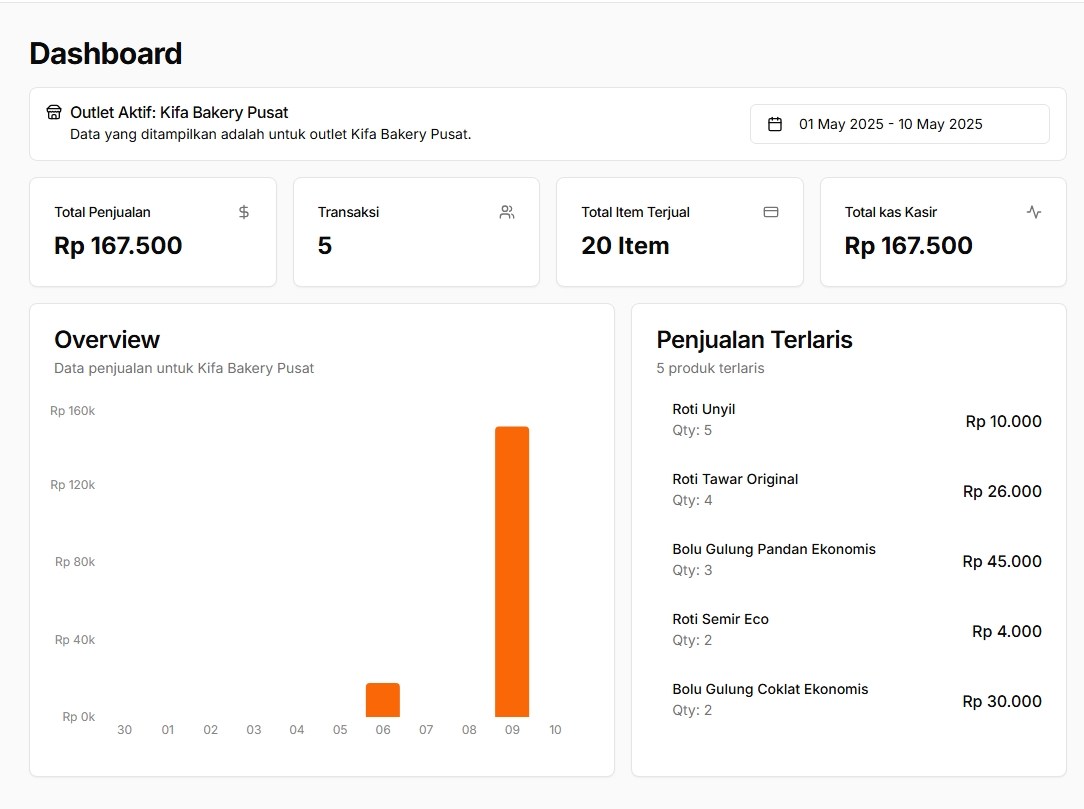 Dashboard
Outlet Aktif: Kifa Bakery Pusat
Data yang ditampilkan adalah untuk outlet Kifa Bakery Pusat.
01 May 2025 - 10 May 2025
Total Penjualan
Rp 167.500
Transaksi
5
Total Item Terjual
20 Item
Total kas Kasir
Rp 167.500
Overview
Data penjualan untuk Kifa Bakery Pusat
Rp 160k
Rp 120k
Rp 80k
Rp 40k
Rp 0k
30 01 02 03 04 05 06 07 08 09 10
Penjualan Terlaris
5 produk terlaris
Roti Unyil
Qty: 5
Rp 10.000
Roti Tawar Original
Qty: 4
Rp 26.000
Bolu Gulung Pandan Ekonomis
Qty: 3
Rp 45.000
Roti Semir Eco
Qty: 2
Rp 4.000
Bolu Gulung Coklat Ekonomis
Qty: 2
Rp 30.000